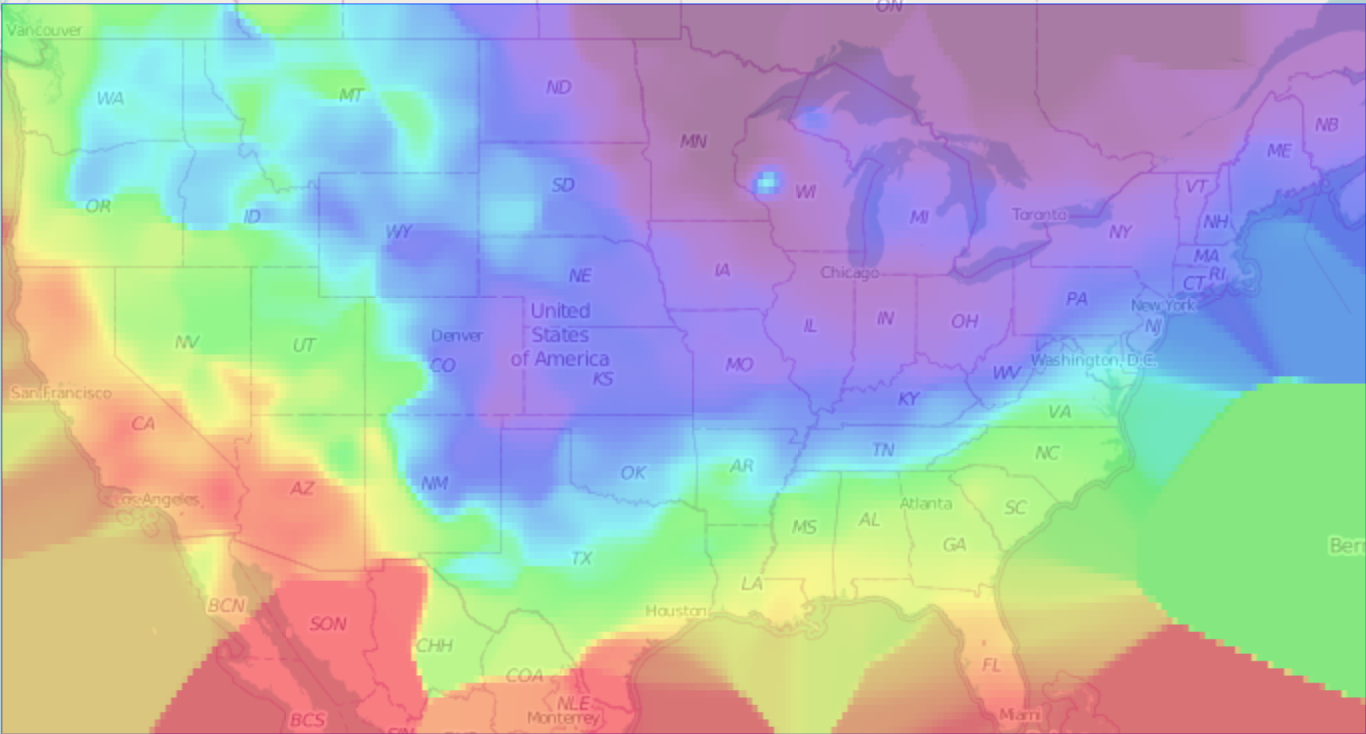 ON
Vancouver
WA
MT
ND
MN
NB
ME
OR
ID
WY
SD
WI
MI
Toronto
VT
NH
NY
MA
RI
CT
NE
IA
Chicago
PA
New York
NJ
NV
UT
Denver
CO
United
States
of America
KS
MO
IL
IN
OH
WV
Washington, D.C.
San Francisco
CA
KY
VA
AZ
NM
OK
AR
TN
NC
Los Angeles
TX
MS
AL
Atlanta
GA
SC
LA
Houston
BCN
SON
CHH
COA
NLE
Monterrey
BCS
SIN
FL
Miami
Ber